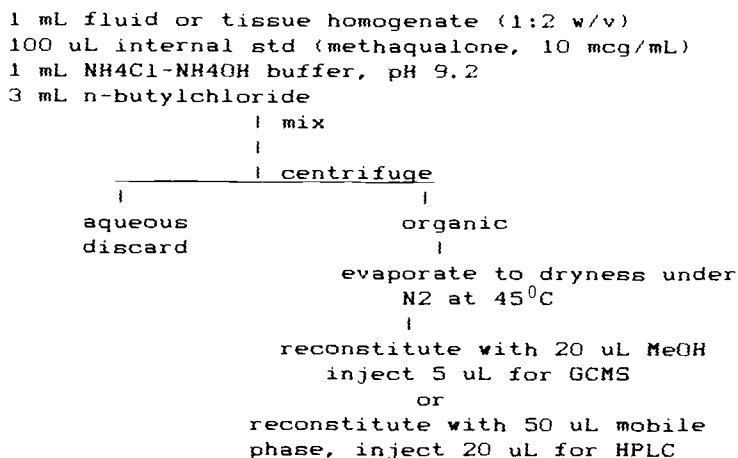 1 mL fluid or tissue homogenate (1:2 w/v)
100 uL internal std (methaqualone, 10 mcg/mL)
1 mL NH4Cl-NH4OH buffer, pH 9.2
3 mL n-butylchloride
mix
centrifuge
aqueous organic
discard
evaporate to dryness under
N2 at 45⁰C
reconstitute with 20 uL MeOH
inject 5 uL for GCMS
or
reconstitute with 50 uL mobile
phase, inject 20 uL for HPLC